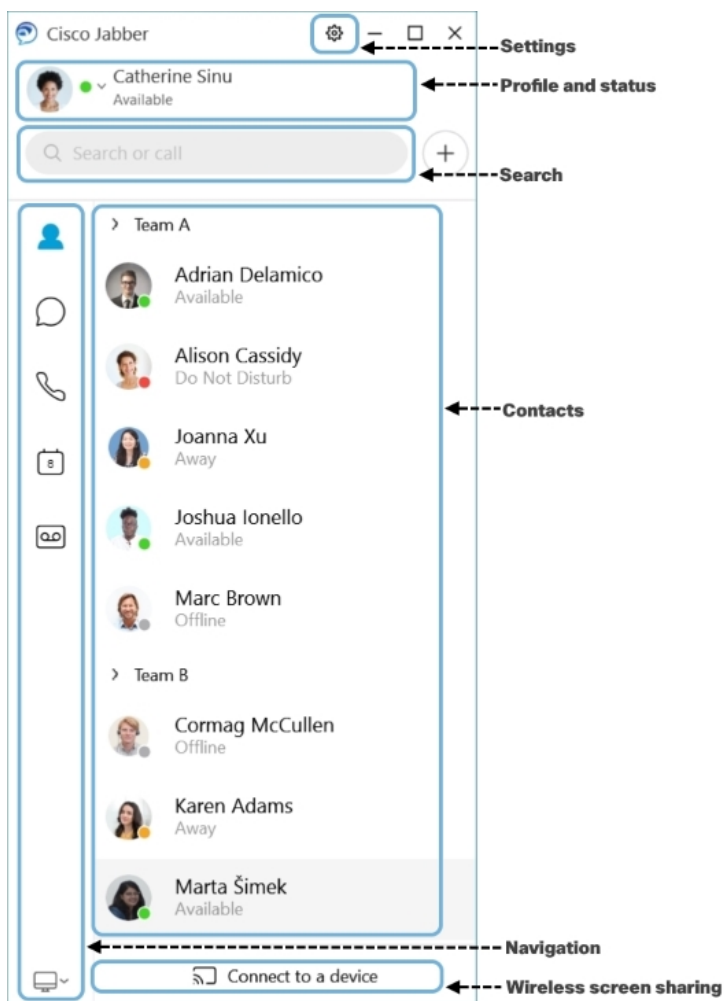 Cisco Jabber
Settings
Catherine Sinu
Available
Profile and status
Search or call
Search
Team A
Adrian Delamico
Available
Alison Cassidy
Do Not Disturb
Contacts
Joanna Xu
Away
8
Joshua Ionello
Available
Marc Brown
Offline
Team B
Cormag McCullen
Offline
Karen Adams
Away
Marta Šimek
Available
Navigation
Connect to a device
Wireless screen sharing